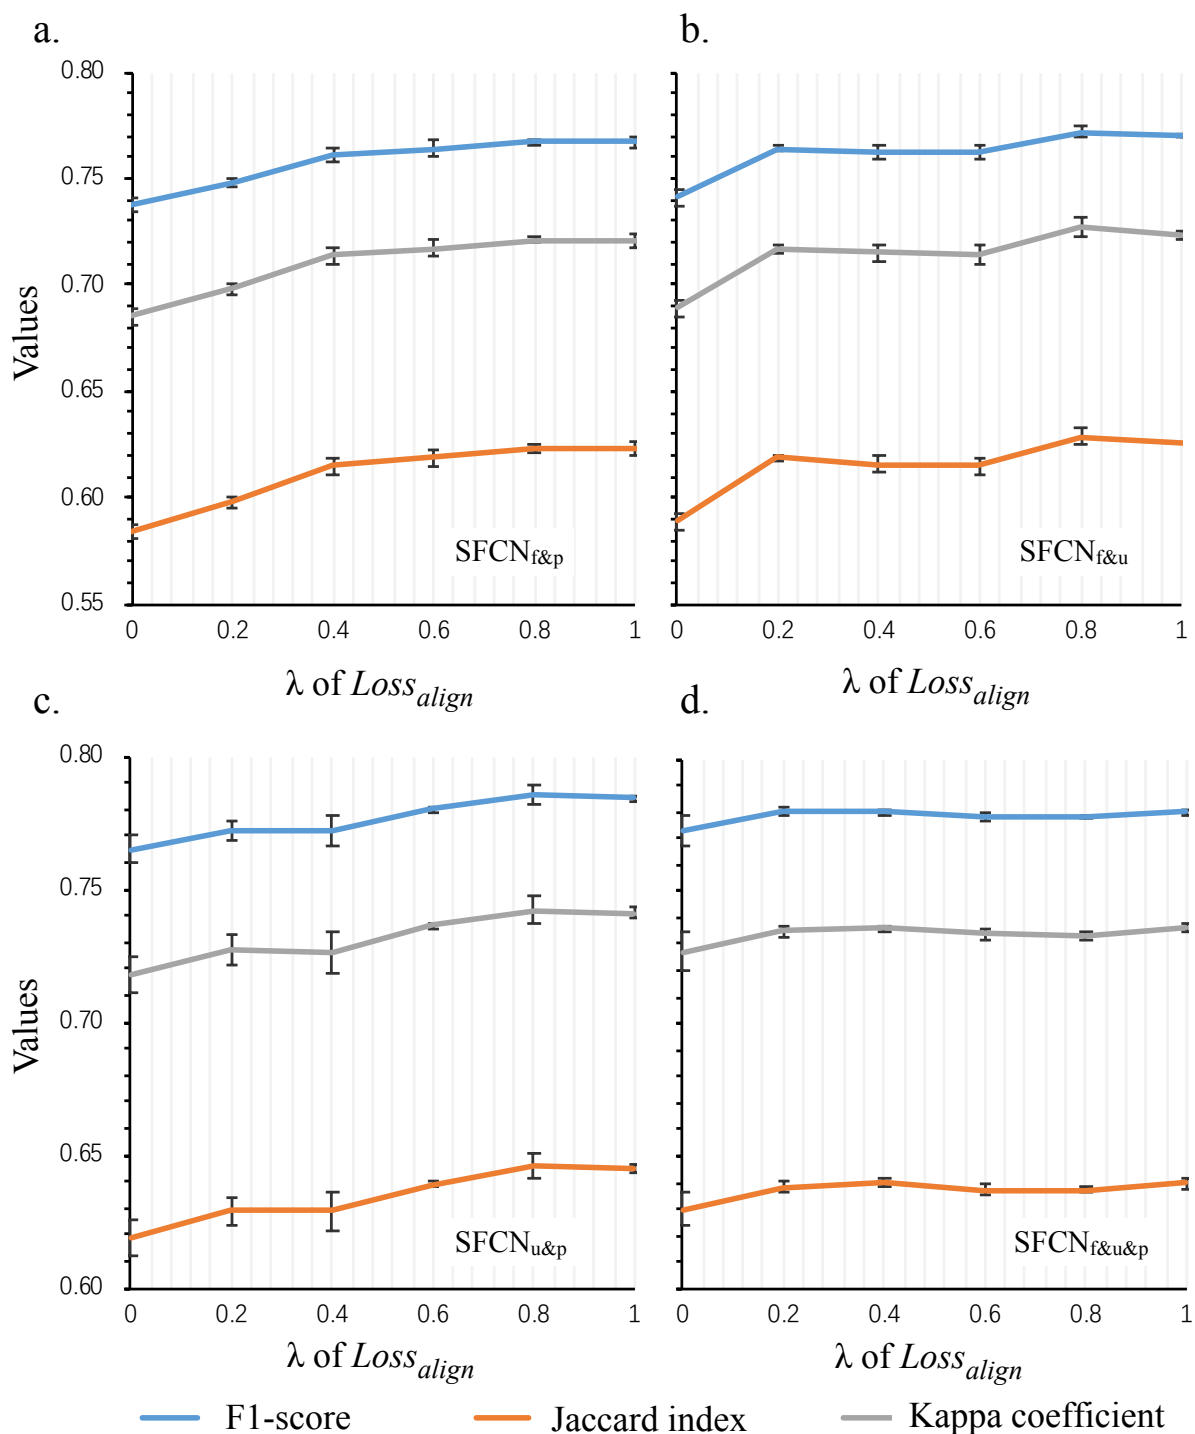 a.
b.
0.80
0.75
0.70
0.65
0.60
0.55
Values
SFCNf&p
SFCNf&u
0 0.2 0.4 0.6 0.8 1
0 0.2 0.4 0.6 0.8 1
λ of Loss_align
λ of Loss_align
c.
d.
0.80
0.75
0.70
0.65
0.60
Values
SFCNu&p
SFCNf&u&p
0 0.2 0.4 0.6 0.8 1
0 0.2 0.4 0.6 0.8 1
λ of Loss_align
λ of Loss_align
F1-score Jaccard index Kappa coefficient